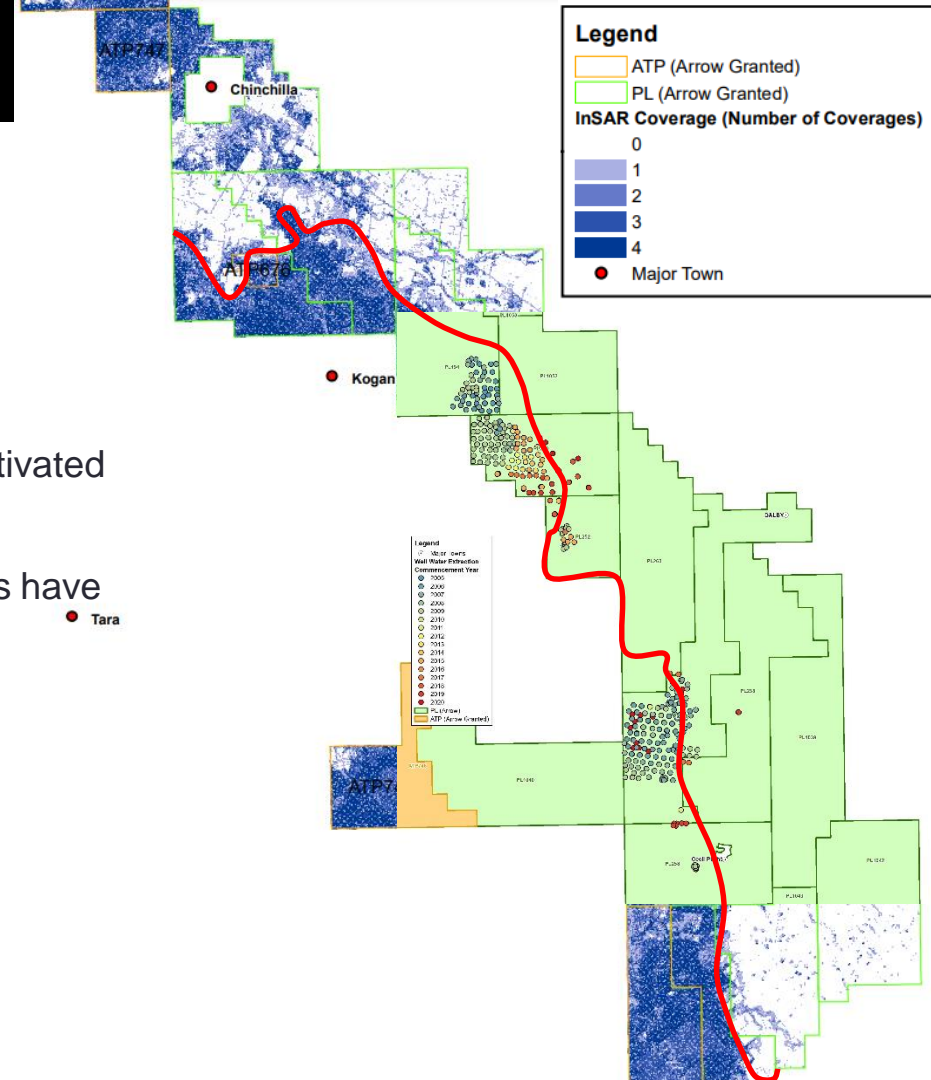 ATP747
Chinchilla
Legend
ATP (Arrow Granted)
PL (Arrow Granted)
InSAR Coverage (Number of Coverages)
0
1
2
3
4
Major Town
ATP676
Kogan
tivated
s have
Tara
DALBY
PL252
Legend
Major Towns
Well Water Extraction
Commencement Year
2005
2006
2007
2008
2009
2010
2011
2012
2013
2014
2015
2016
2017
2018
2019
2020
PL (Arrow)
ATP (Arrow Granted)
ATP7